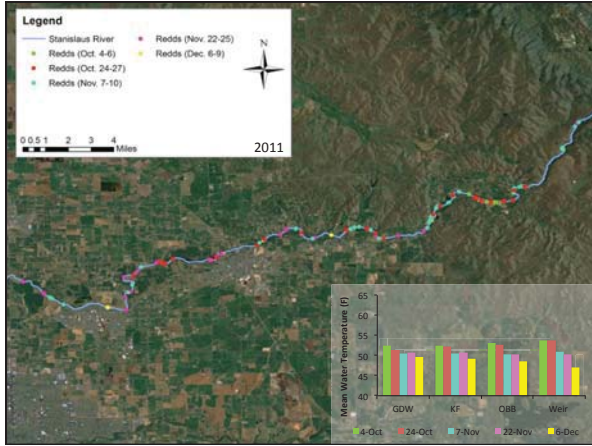 Legend
Stanislaus River
Redds (Oct. 4-6)
Redds (Oct. 24-27)
Redds (Nov. 7-10)
Redds (Nov. 22-25)
Redds (Dec. 6-9)
N
0 0.5 1 2 3 4
Miles
2011
Mean Water Temperature (F)
65
60
55
50
45
40
GDW KF OBB Weir
4-Oct 24-Oct 7-Nov 22-Nov 6-Dec